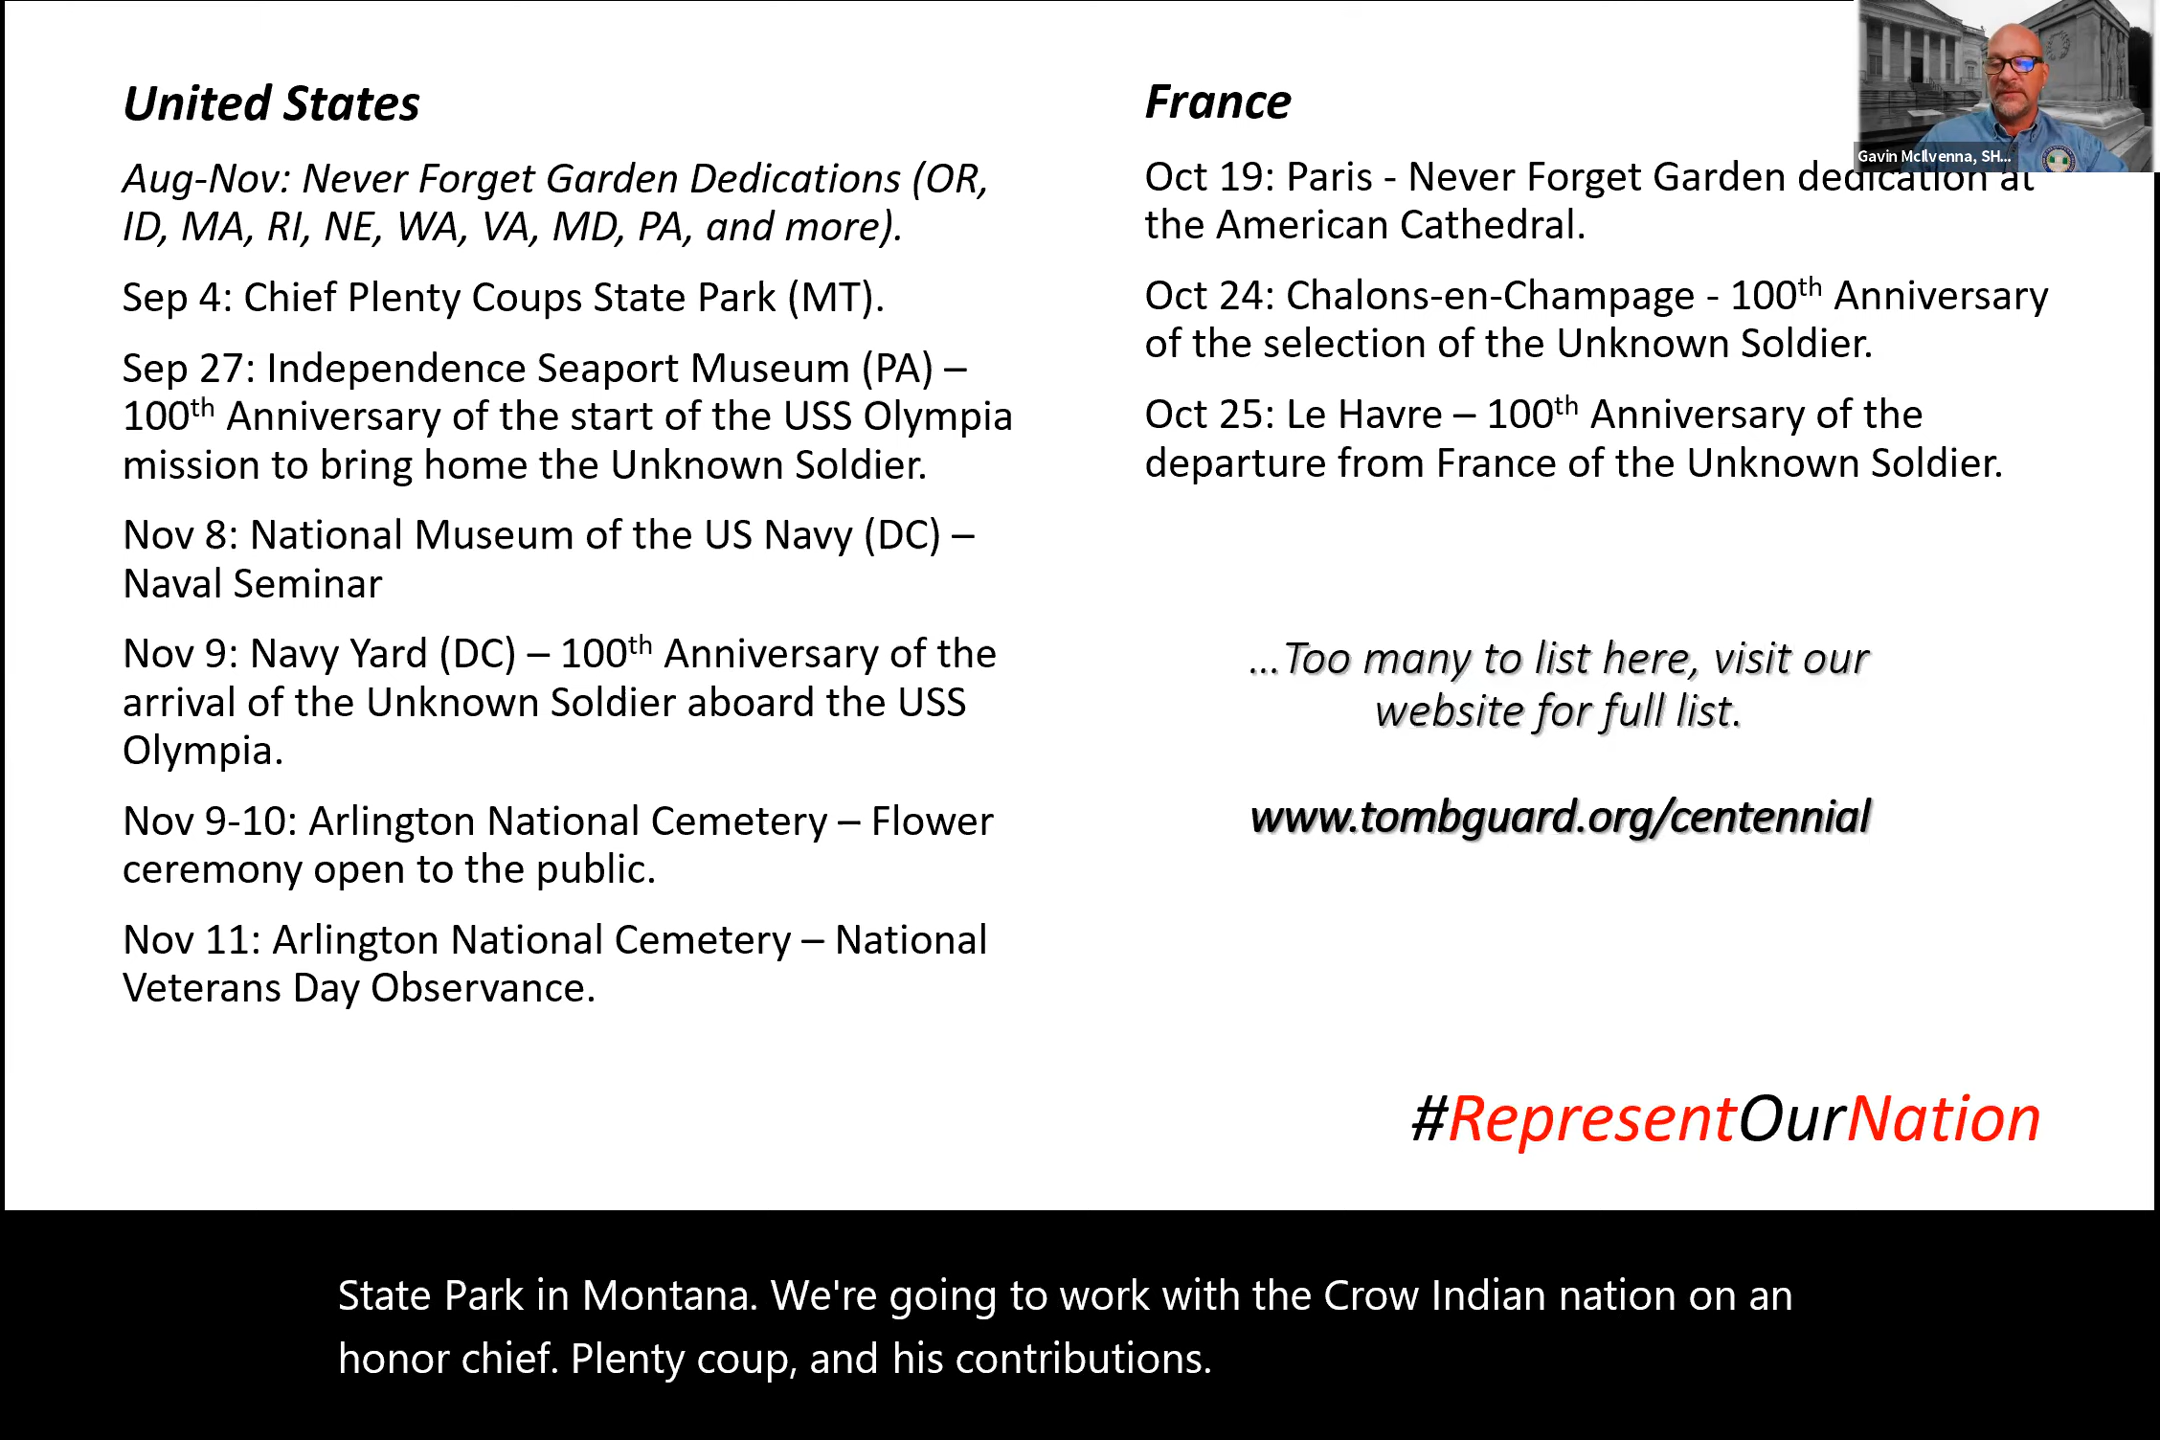 United States
Aug-Nov: Never Forget Garden Dedications (OR,
ID, MA, RI, NE, WA, VA, MD, PA, and more).
Sep 4: Chief Plenty Coups State Park (MT).
Sep 27: Independence Seaport Museum (PA) –
100th Anniversary of the start of the USS Olympia
mission to bring home the Unknown Soldier.
Nov 8: National Museum of the US Navy (DC) –
Naval Seminar
Nov 9: Navy Yard (DC) – 100th Anniversary of the
arrival of the Unknown Soldier aboard the USS
Olympia.
Nov 9-10: Arlington National Cemetery – Flower
ceremony open to the public.
Nov 11: Arlington National Cemetery – National
Veterans Day Observance.
France
Oct 19: Paris - Never Forget Garden dedication at
the American Cathedral.
Oct 24: Chalons-en-Champage - 100th Anniversary
of the selection of the Unknown Soldier.
Oct 25: Le Havre – 100th Anniversary of the
departure from France of the Unknown Soldier.
...Too many to list here, visit our
website for full list.
www.tombguard.org/centennial
#RepresentOurNation
Gavin McIlvenna, SH...
State Park in Montana. We're going to work with the Crow Indian nation on an
honor chief. Plenty coup, and his contributions.